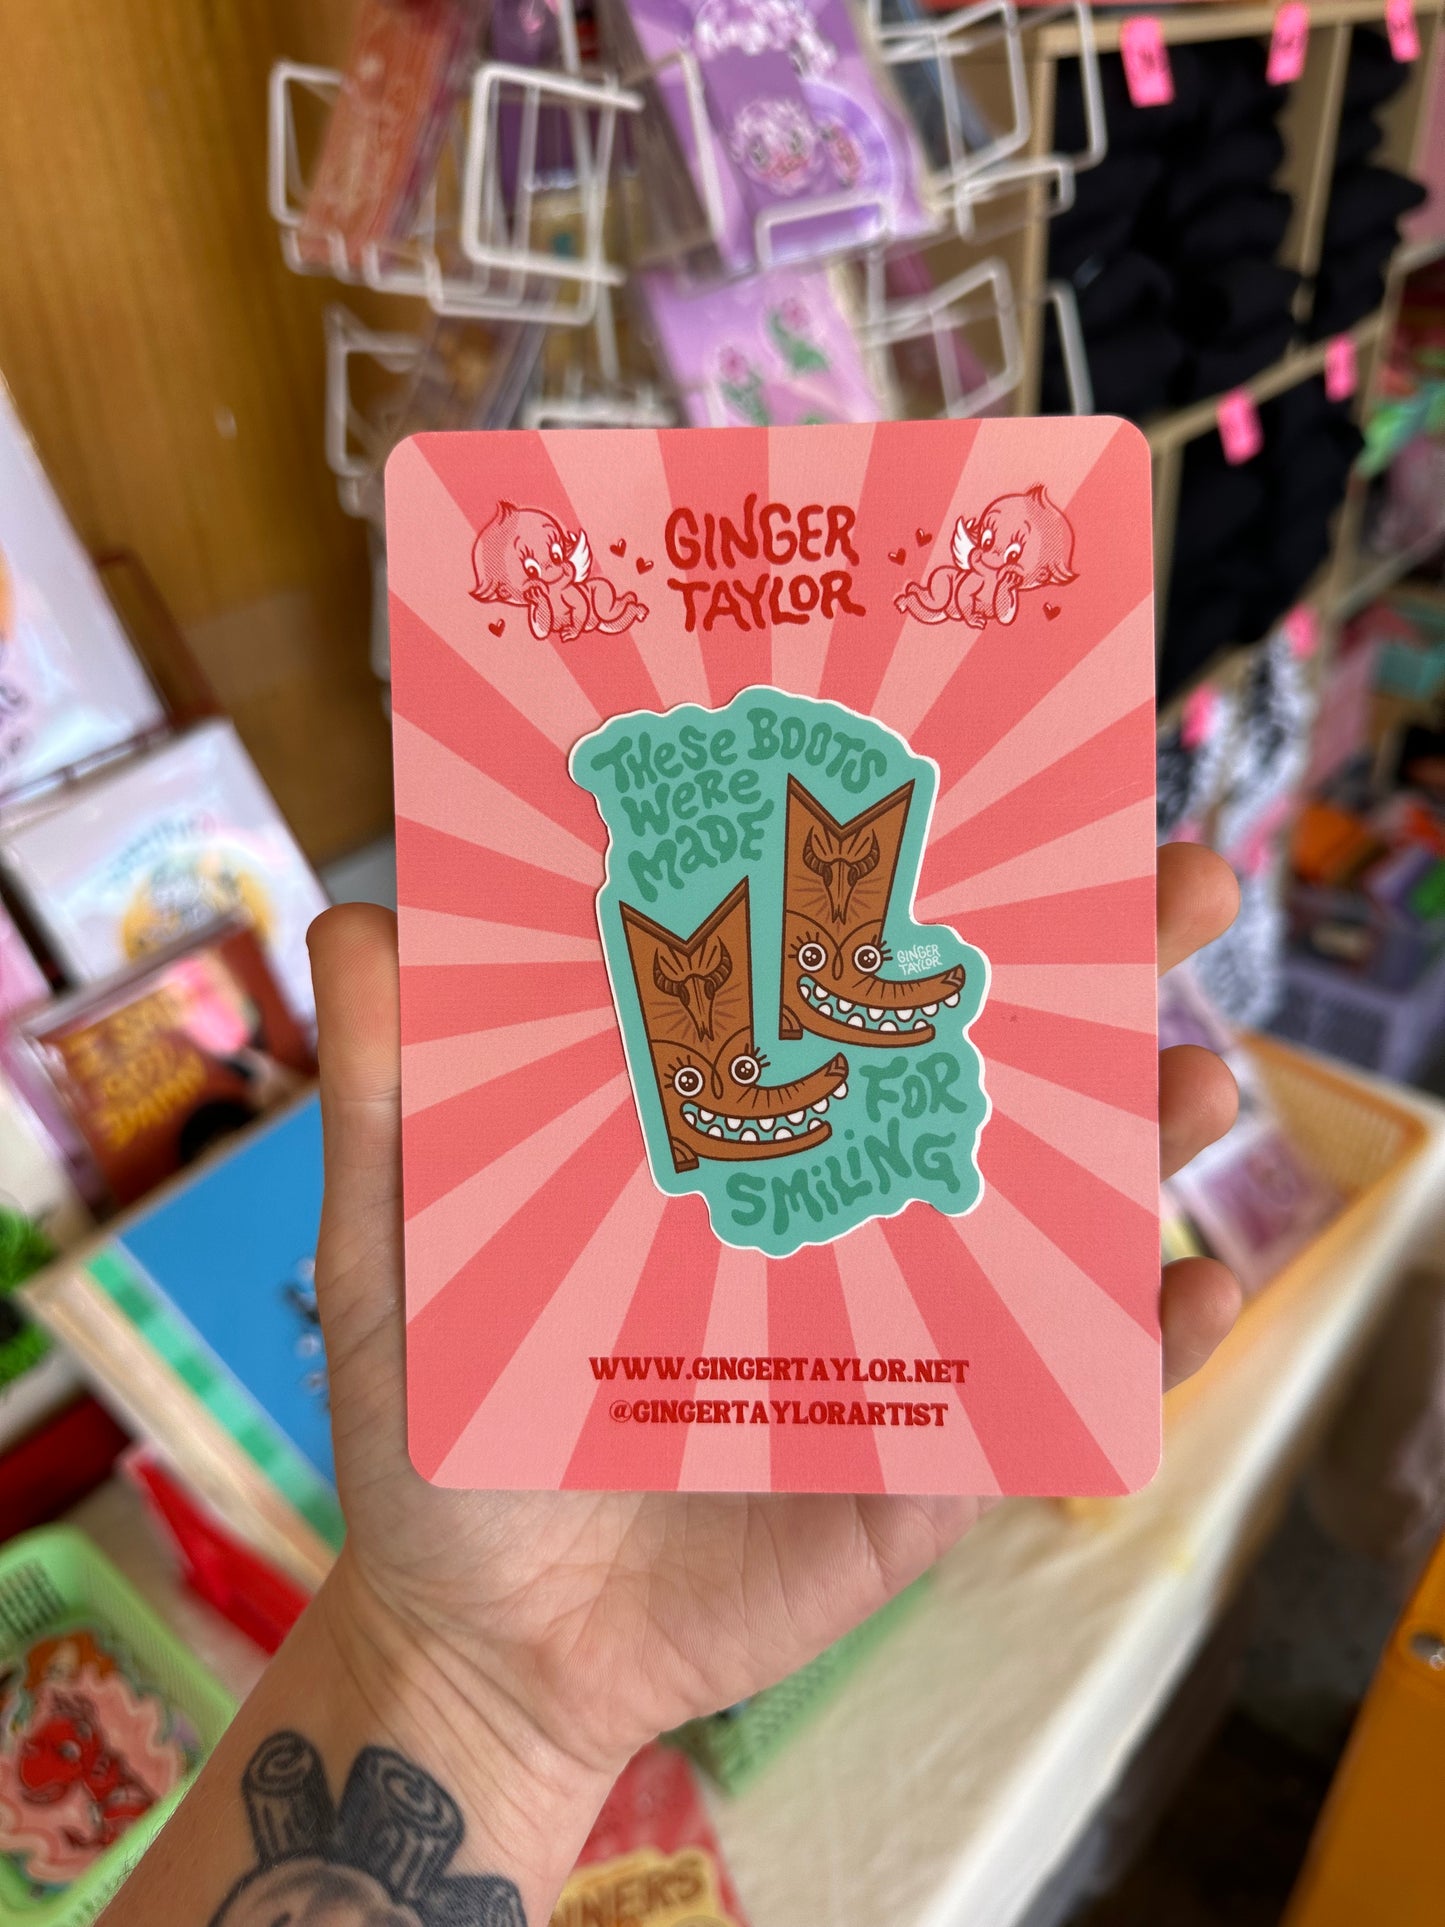 GINGER
TAYLOR
THESE BOOTS
WERE
MADE
GINGER
TAYLOR
FOR
SMILING
WWW.GINGERTAYLOR.NET
@GINGERTAYLORARTIST